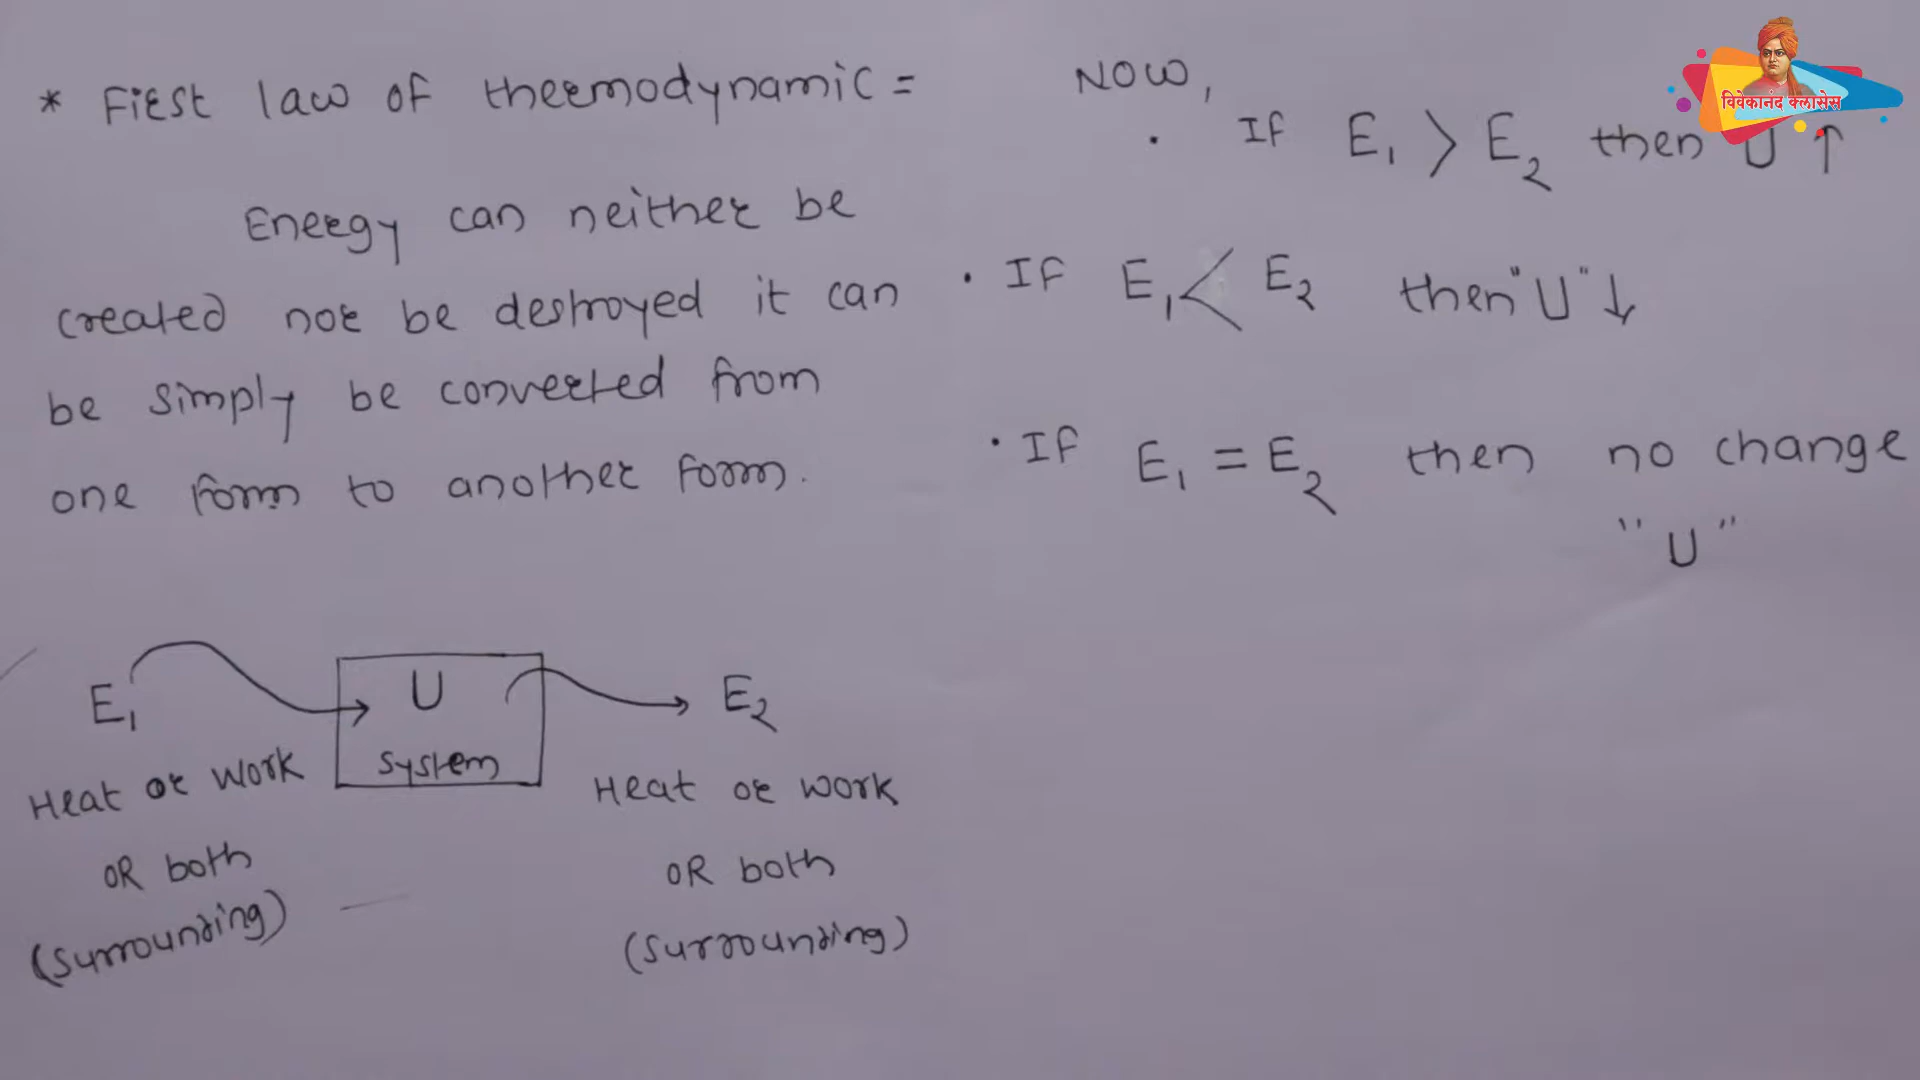 * First law of thermodynamic =
Energy can neither be
created nor be destroyed it can
be simply be converted from
one form to another form.
E1
U
system
E2
Heat or work
OR both
(surrounding)
Heat or work
OR both
(surrounding)
Now,
• If E1 > E2 then U ↑
• If E1 < E2 then "U" ↓
• If E1 = E2 then no change
"U"
विवेकानंद क्लासेस